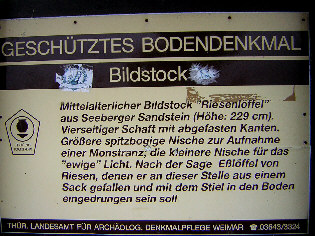 GESCHÜTZTES BODENDENKMAL
Bildstock
Mittelalterlicher Bildstock "Riesenlöffel"
aus Seeberger Sandstein (Höhe: 229 cm).
Vierseitiger Schaft mit abgefasten Kanten.
Größere spitzbogige Nische zur Aufnahme
einer Monstranz, die kleinere Nische für das
"ewige" Licht. Nach der Sage Eßlöffel von
Riesen, denen er an dieser Stelle aus einem
Sack gefallen und mit dem Stiel in den Boden
eingedrungen sein soll
THÜR. LANDESAMT FÜR ARCHÄOLOG. DENKMALPFLEGE WEIMAR ☎ 03643/3324